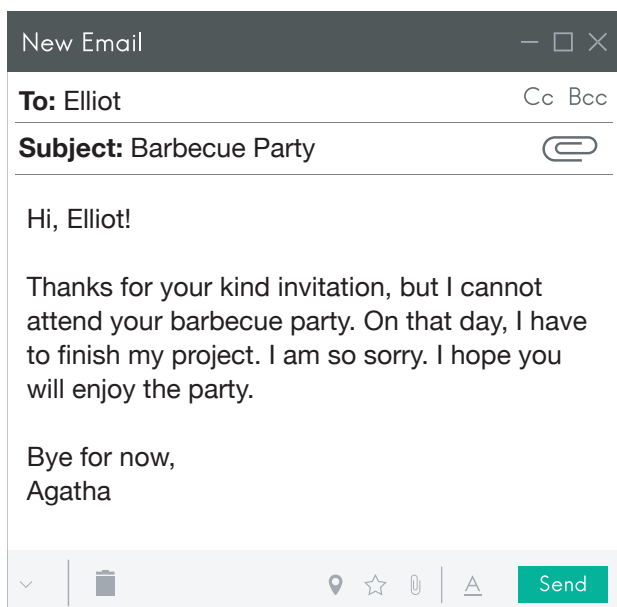 New Email
To: Elliot Cc Bcc
Subject: Barbecue Party
Hi, Elliot!
Thanks for your kind invitation, but I cannot
attend your barbecue party. On that day, I have
to finish my project. I am so sorry. I hope you
will enjoy the party.
Bye for now,
Agatha
A Send